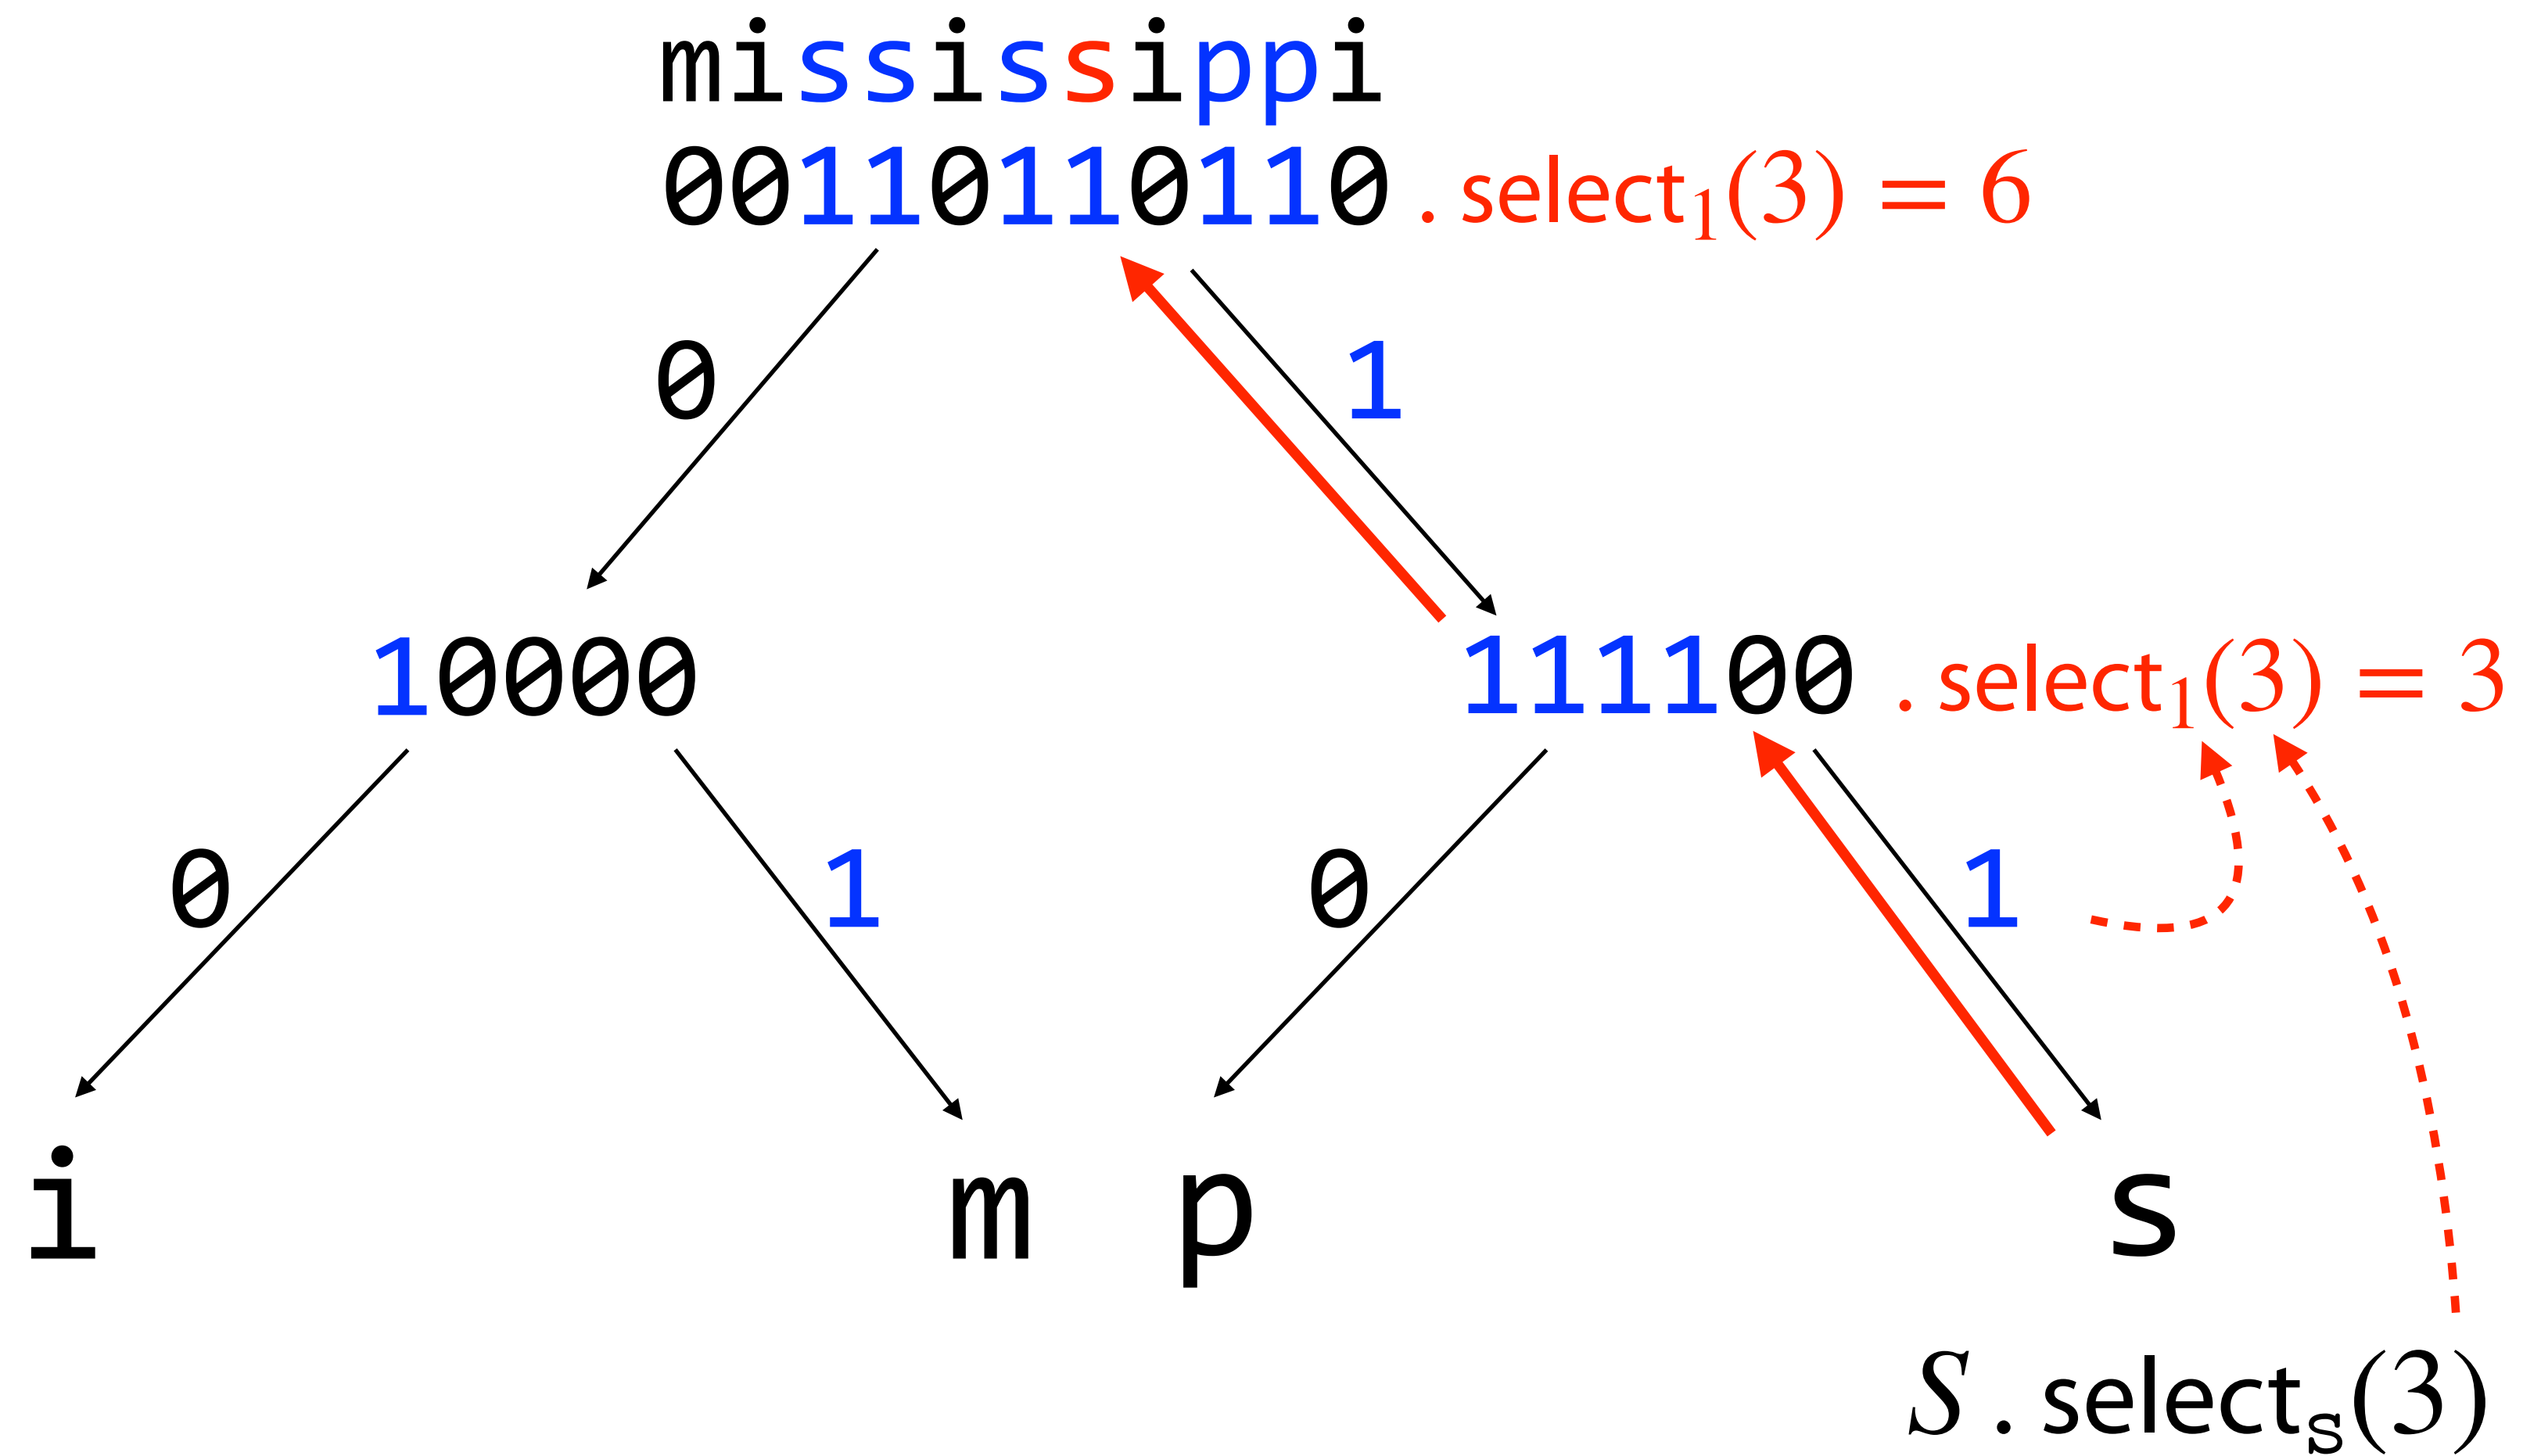 mississippi
00110110110 . select₁(3) = 6
0 1
10000 111100 . select₁(3) = 3
0 1 0 1
i m p s
S . selectₛ(3)